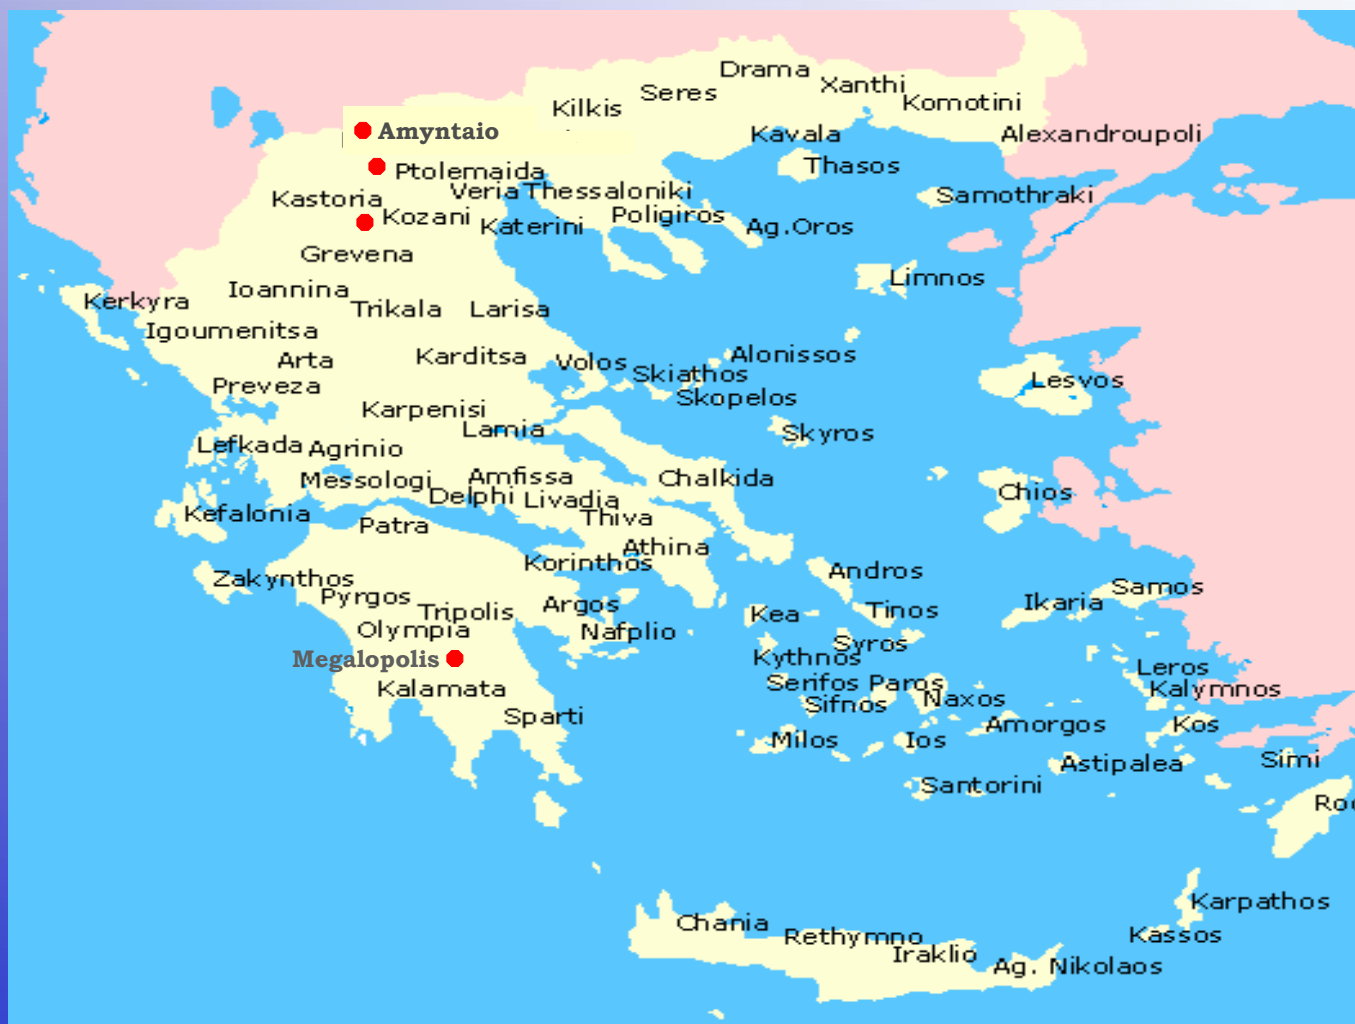 Drama
Xanthi
Seres
Komotini
Kilkis
Amyntaio
Kavala
Alexandroupoli
Thasos
Ptolemaida
Veria
Thessaloniki
Samothraki
Kastoria
Kozani
Poligiros
Katerini
Ag.Oros
Grevena
Limnos
Ioannina
Kerkyra
Trikala
Larisa
Igoumenitsa
Arta
Karditsa
Volos
Alonissos
Skiathos
Lesvos
Preveza
Skopelos
Karpenisi
Lamia
Skyros
Lefkada
Agrinio
Messologi
Amfissa
Chalkida
Delphi
Livadia
Chios
Kefalonia
Patra
Thiva
Athina
Korinthos
Andros
Zakynthos
Samos
Pyrgos
Tripolis
Argos
Kea
Tinos
Ikaria
Olympia
Nafplio
Syros
Megalopolis
Kythnos
Leros
Serifos
Paros
Kalamata
Kalymnos
Sifnos
Naxos
Sparti
Amorgos
Kos
Milos
Ios
Simi
Astipalea
Santorini
Karpathos
Chania
Rethymno
Kassos
Iraklio
Ag. Nikolaos